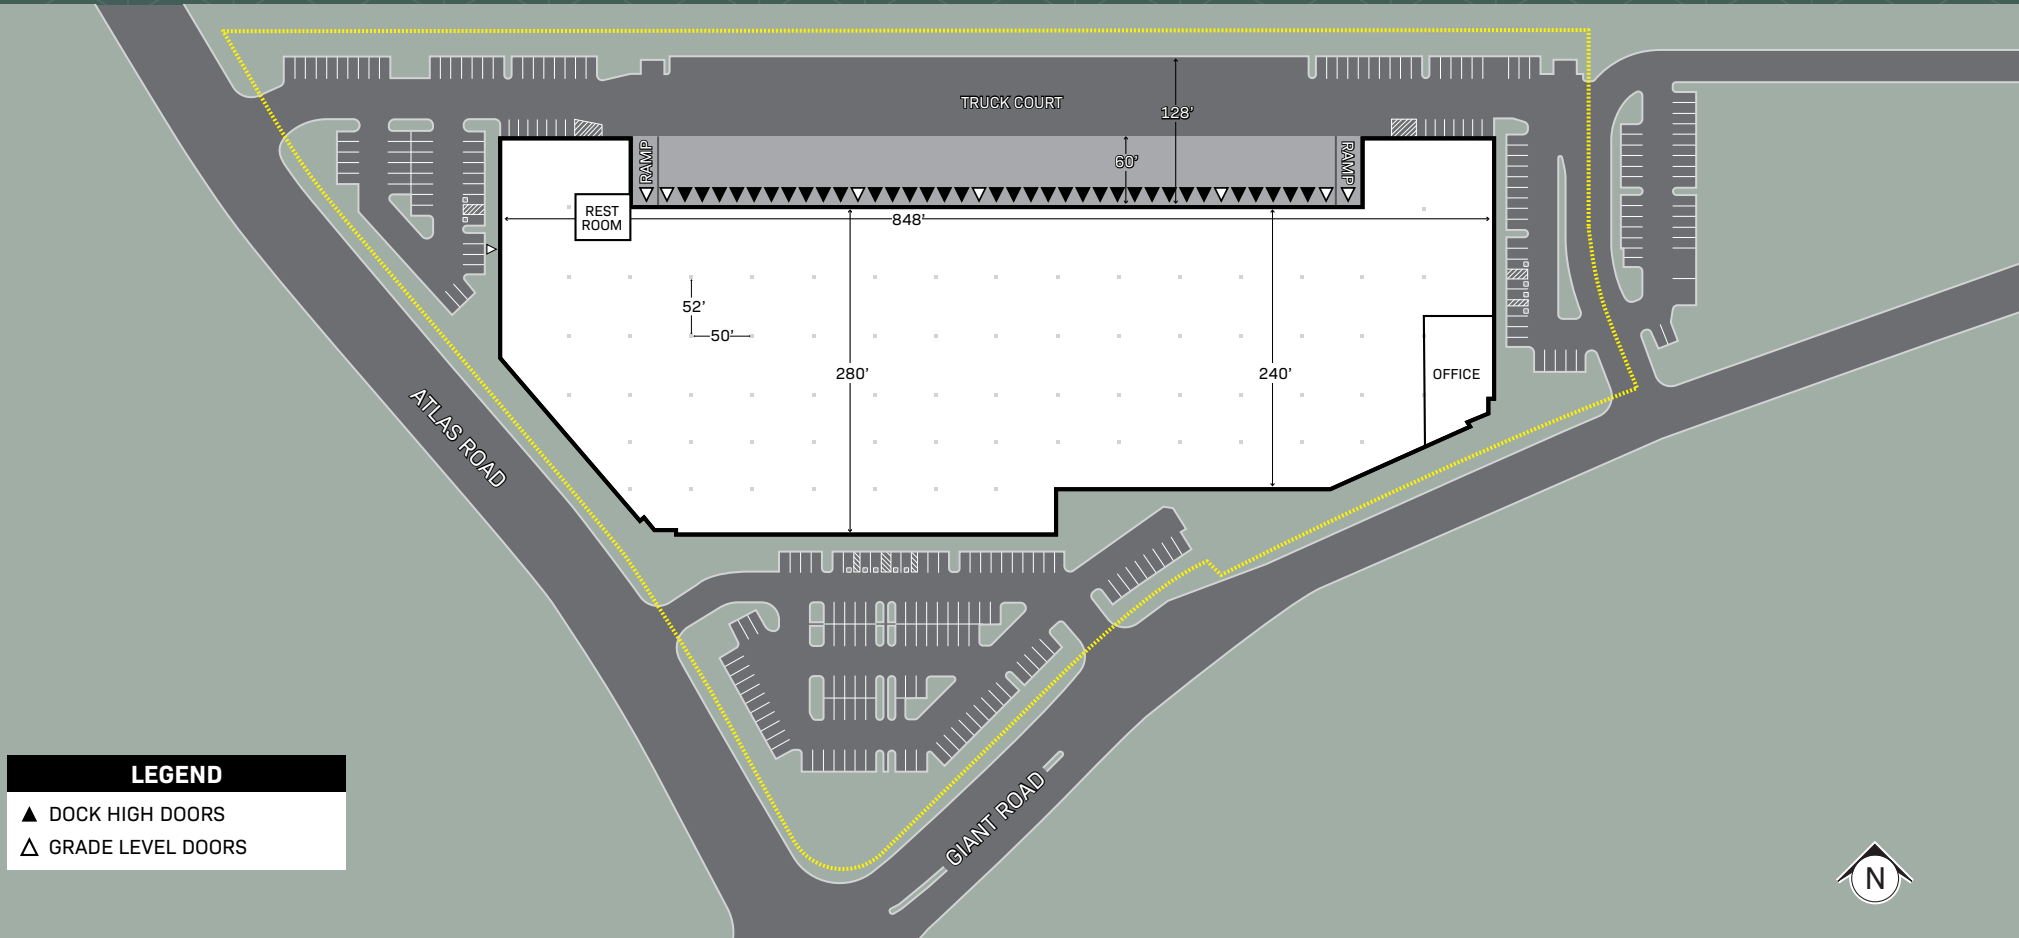 TRUCK COURT
128’
RAMP
60’
RAMP
REST
ROOM
848’
52’
50’
280’
240’
OFFICE
ATLAS ROAD
GIANT ROAD
LEGEND
DOCK HIGH DOORS
GRADE LEVEL DOORS
N